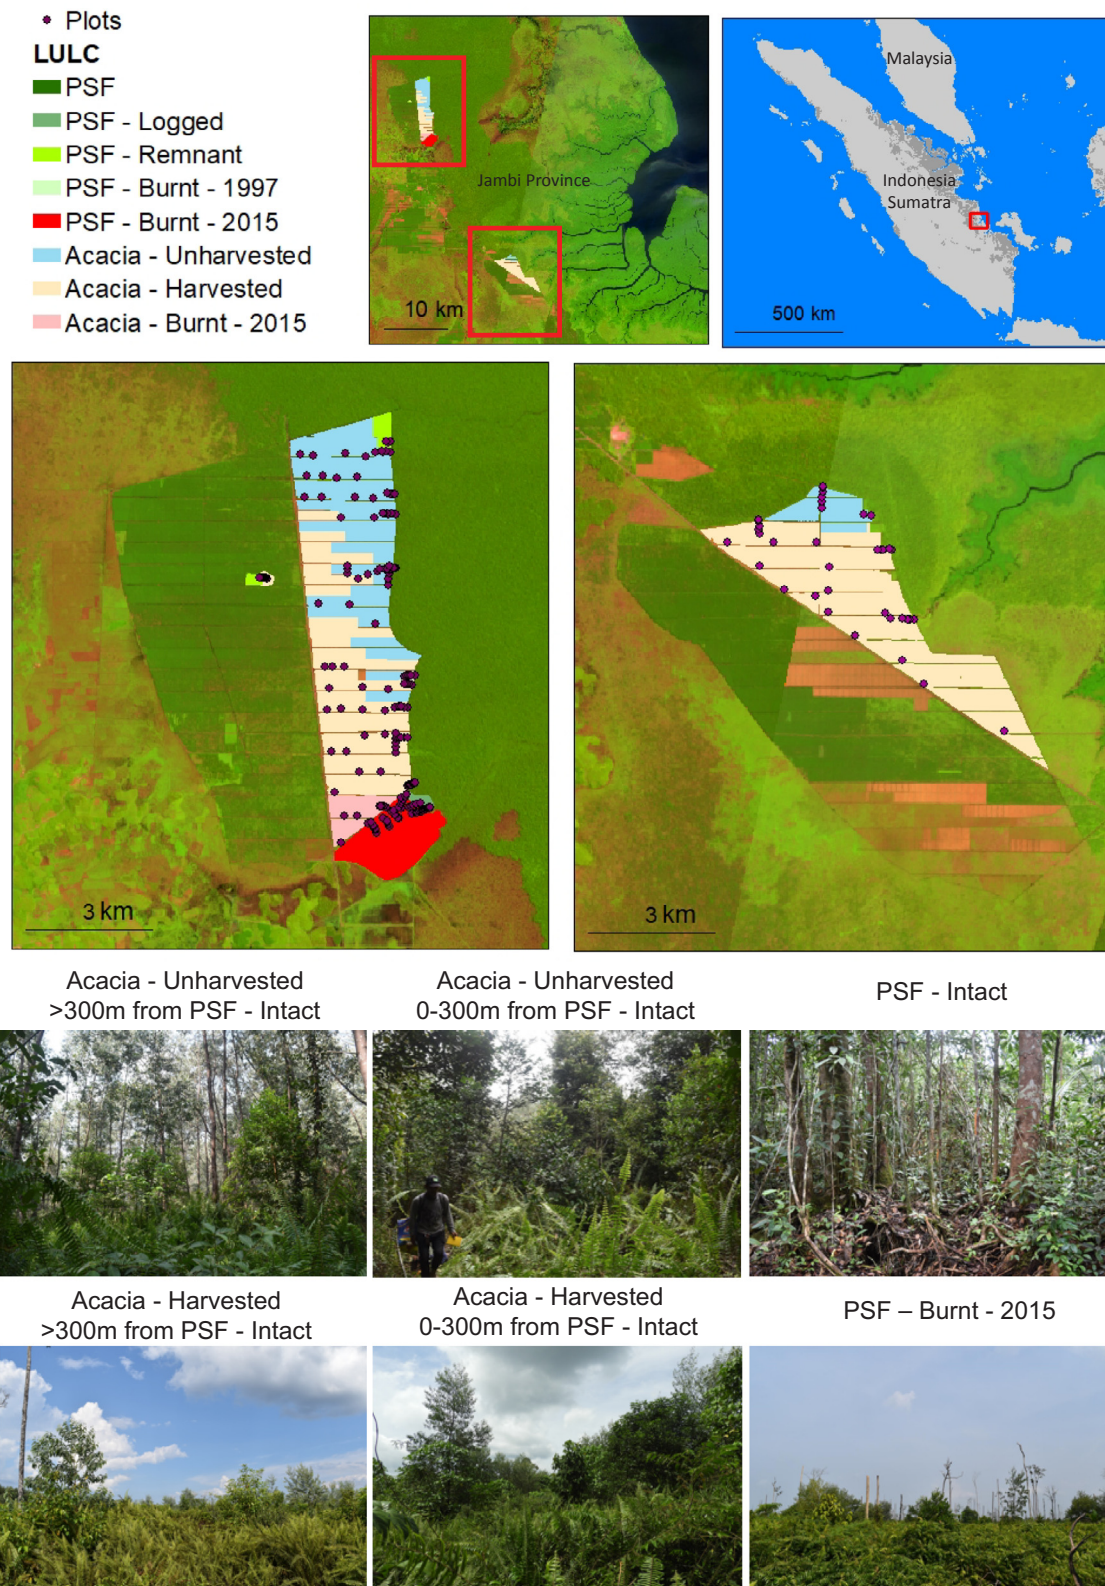 Plots
LULC
PSF
PSF - Logged
PSF - Remnant
PSF - Burnt - 1997
PSF - Burnt - 2015
Acacia - Unharvested
Acacia - Harvested
Acacia - Burnt - 2015
Jambi Province
10 km
Malaysia
Indonesia
Sumatra
500 km
3 km
3 km
Acacia - Unharvested
>300m from PSF - Intact
Acacia - Unharvested
0-300m from PSF - Intact
PSF - Intact
Acacia - Harvested
>300m from PSF - Intact
Acacia - Harvested
0-300m from PSF - Intact
PSF – Burnt - 2015